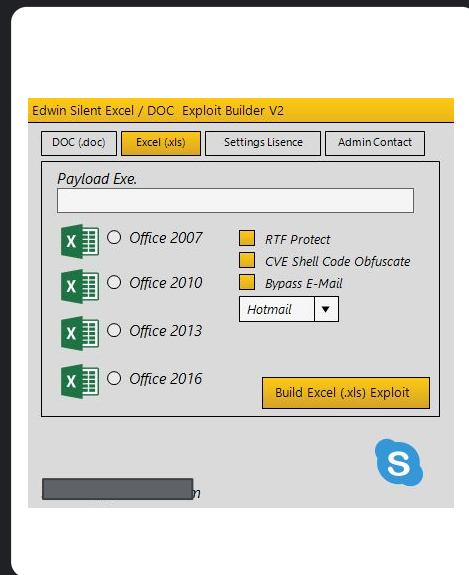 Edwin Silent Excel / DOC Exploit Builder V2
DOC (.doc)
Excel (.xls)
Settings Lisence
Admin Contact
Payload Exe.
X Office 2007
X Office 2010
X Office 2013
X Office 2016
RTF Protect
CVE Shell Code Obfuscate
Bypass E-Mail
Hotmail
Build Excel (.xls) Exploit
S